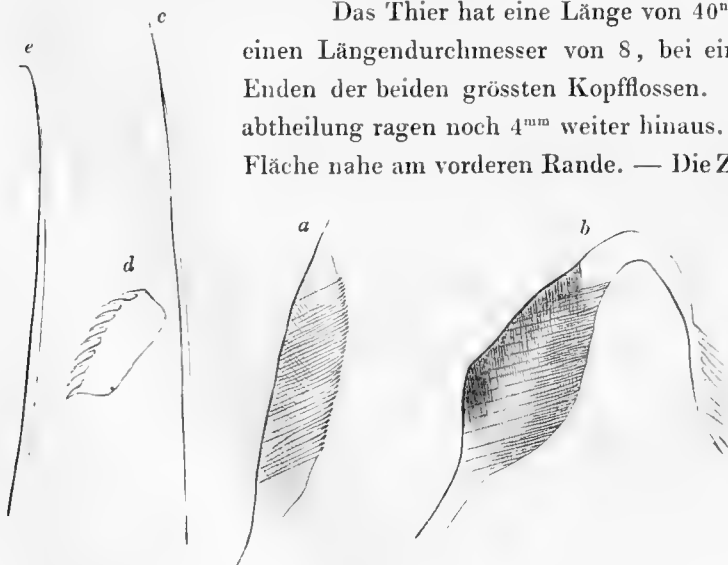 Das Thier hat eine Länge von 40
einen Längendurchmesser von 8, bei
Enden der beiden grössten Kopfflossen.
abtheilung ragen noch 4mm weiter hinaus.
Fläche nahe am vorderen Rande. — Die
c
e
a
b
d